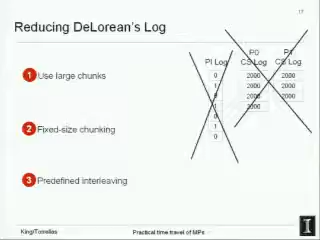 17
Reducing DeLorean's Log
P0 P1
PI Log CS Log CS Log
0 2000 2000
1 2000 2000
2000 2000
1 2000
0
1
0
1 Use large chunks
2 Fixed-size chunking
3 Predefined interleaving
King/Torrellas Practical time travel of MPs